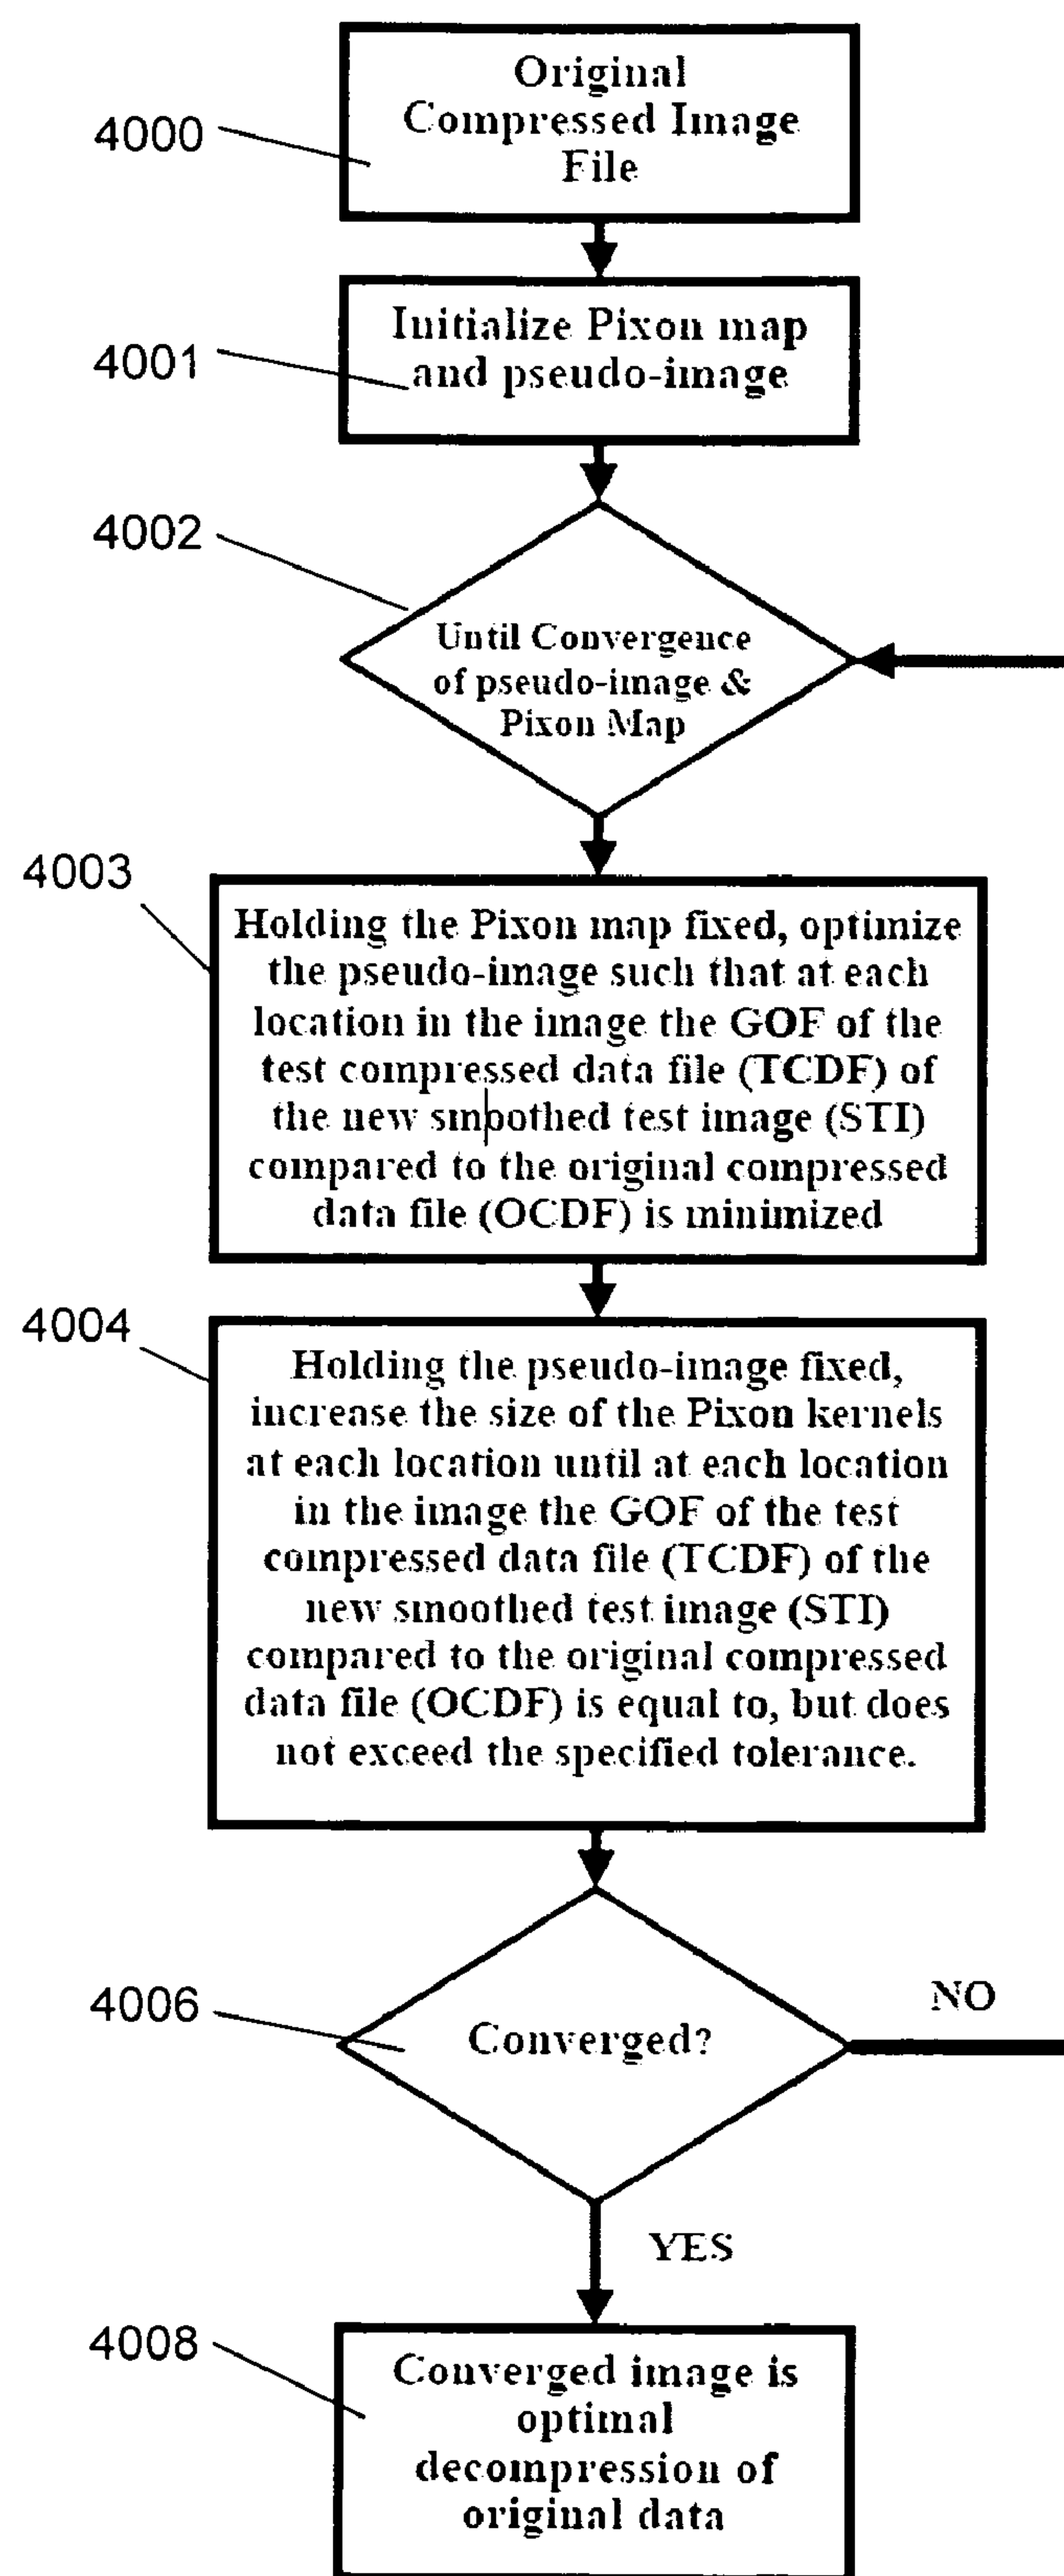 Original
Compressed Image
File
4000
Initialize Pixon map
and pseudo-image
4001
4002
Until Convergence
of pseudo-image &
Pixon Map
4003
Holding the Pixon map fixed, optimize
the pseudo-image such that at each
location in the image the GOF of the
test compressed data file (TCDF) of
the new smoothed test image (STI)
compared to the original compressed
data file (OCDF) is minimized
4004
Holding the pseudo-image fixed,
increase the size of the Pixon kernels
at each location until at each location
in the image the GOF of the test
compressed data file (TCDF) of the
new smoothed test image (STI)
compared to the original compressed
data file (OCDF) is equal to, but does
not exceed the specified tolerance.
4006
Converged?
NO
YES
4008
Converged image is
optimal
decompression of
original data